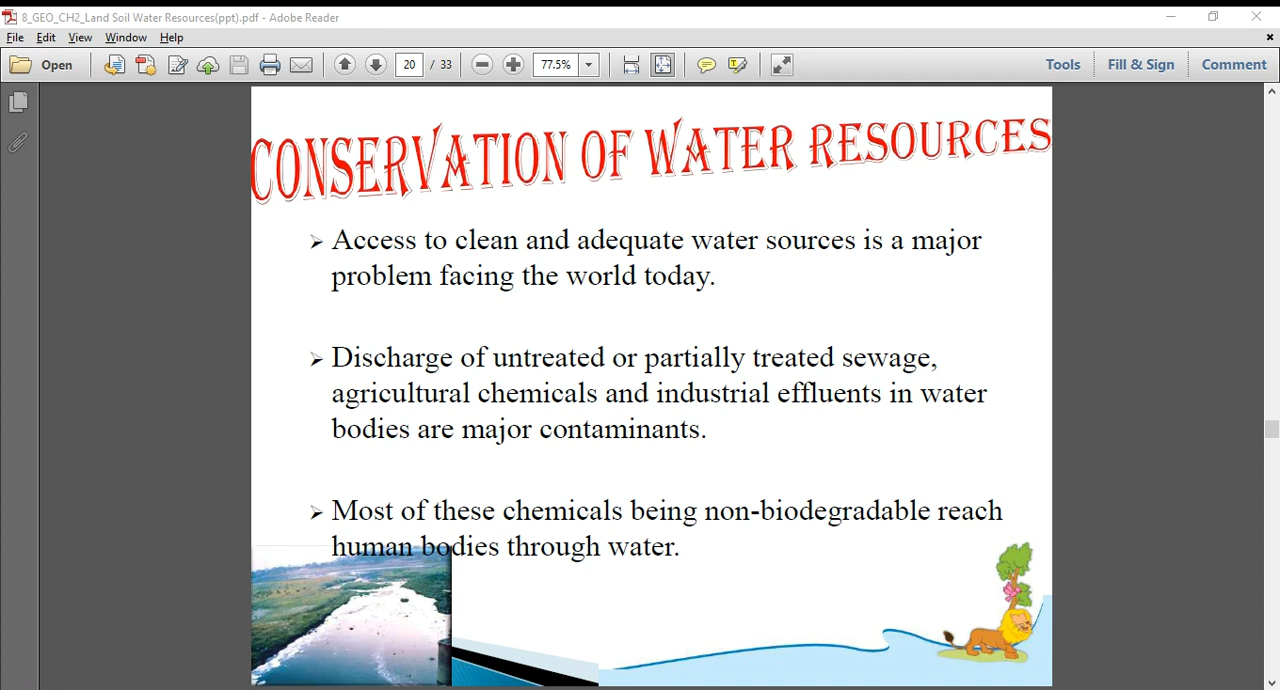 8_GEO_CH2_Land Soil Water Resources(ppt).pdf - Adobe Reader
File Edit View Window Help
Open 20 / 33 77.5% Tools Fill & Sign Comment
CONSERVATION OF WATER RESOURCES
➢ Access to clean and adequate water sources is a major
problem facing the world today.
➢ Discharge of untreated or partially treated sewage,
agricultural chemicals and industrial effluents in water
bodies are major contaminants.
➢ Most of these chemicals being non-biodegradable reach
human bodies through water.